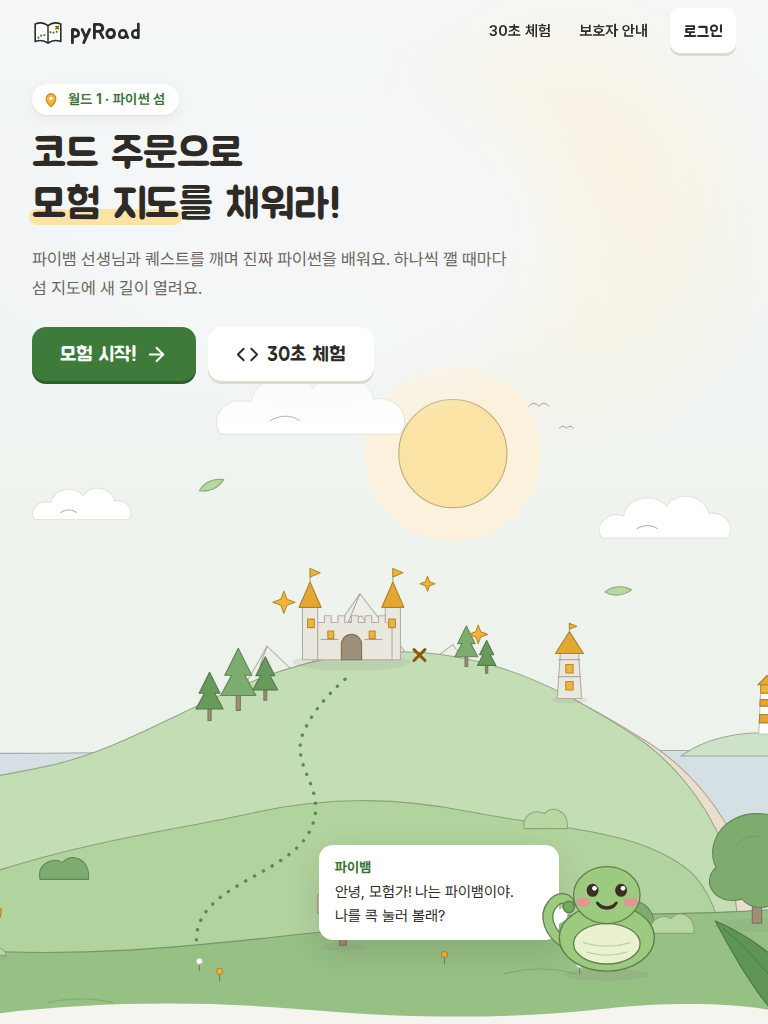 pyRoad
30초 체험
보호자 안내
로그인
월드 1 · 파이썬 섬
코드 주문으로
모험 지도를 채워라!
파이뱀 선생님과 퀘스트를 깨며 진짜 파이썬을 배워요. 하나씩 깰 때마다
섬 지도에 새 길이 열려요.
모험 시작!
30초 체험
파이뱀
안녕, 모험가! 나는 파이뱀이야.
나를 콕 눌러 볼래?